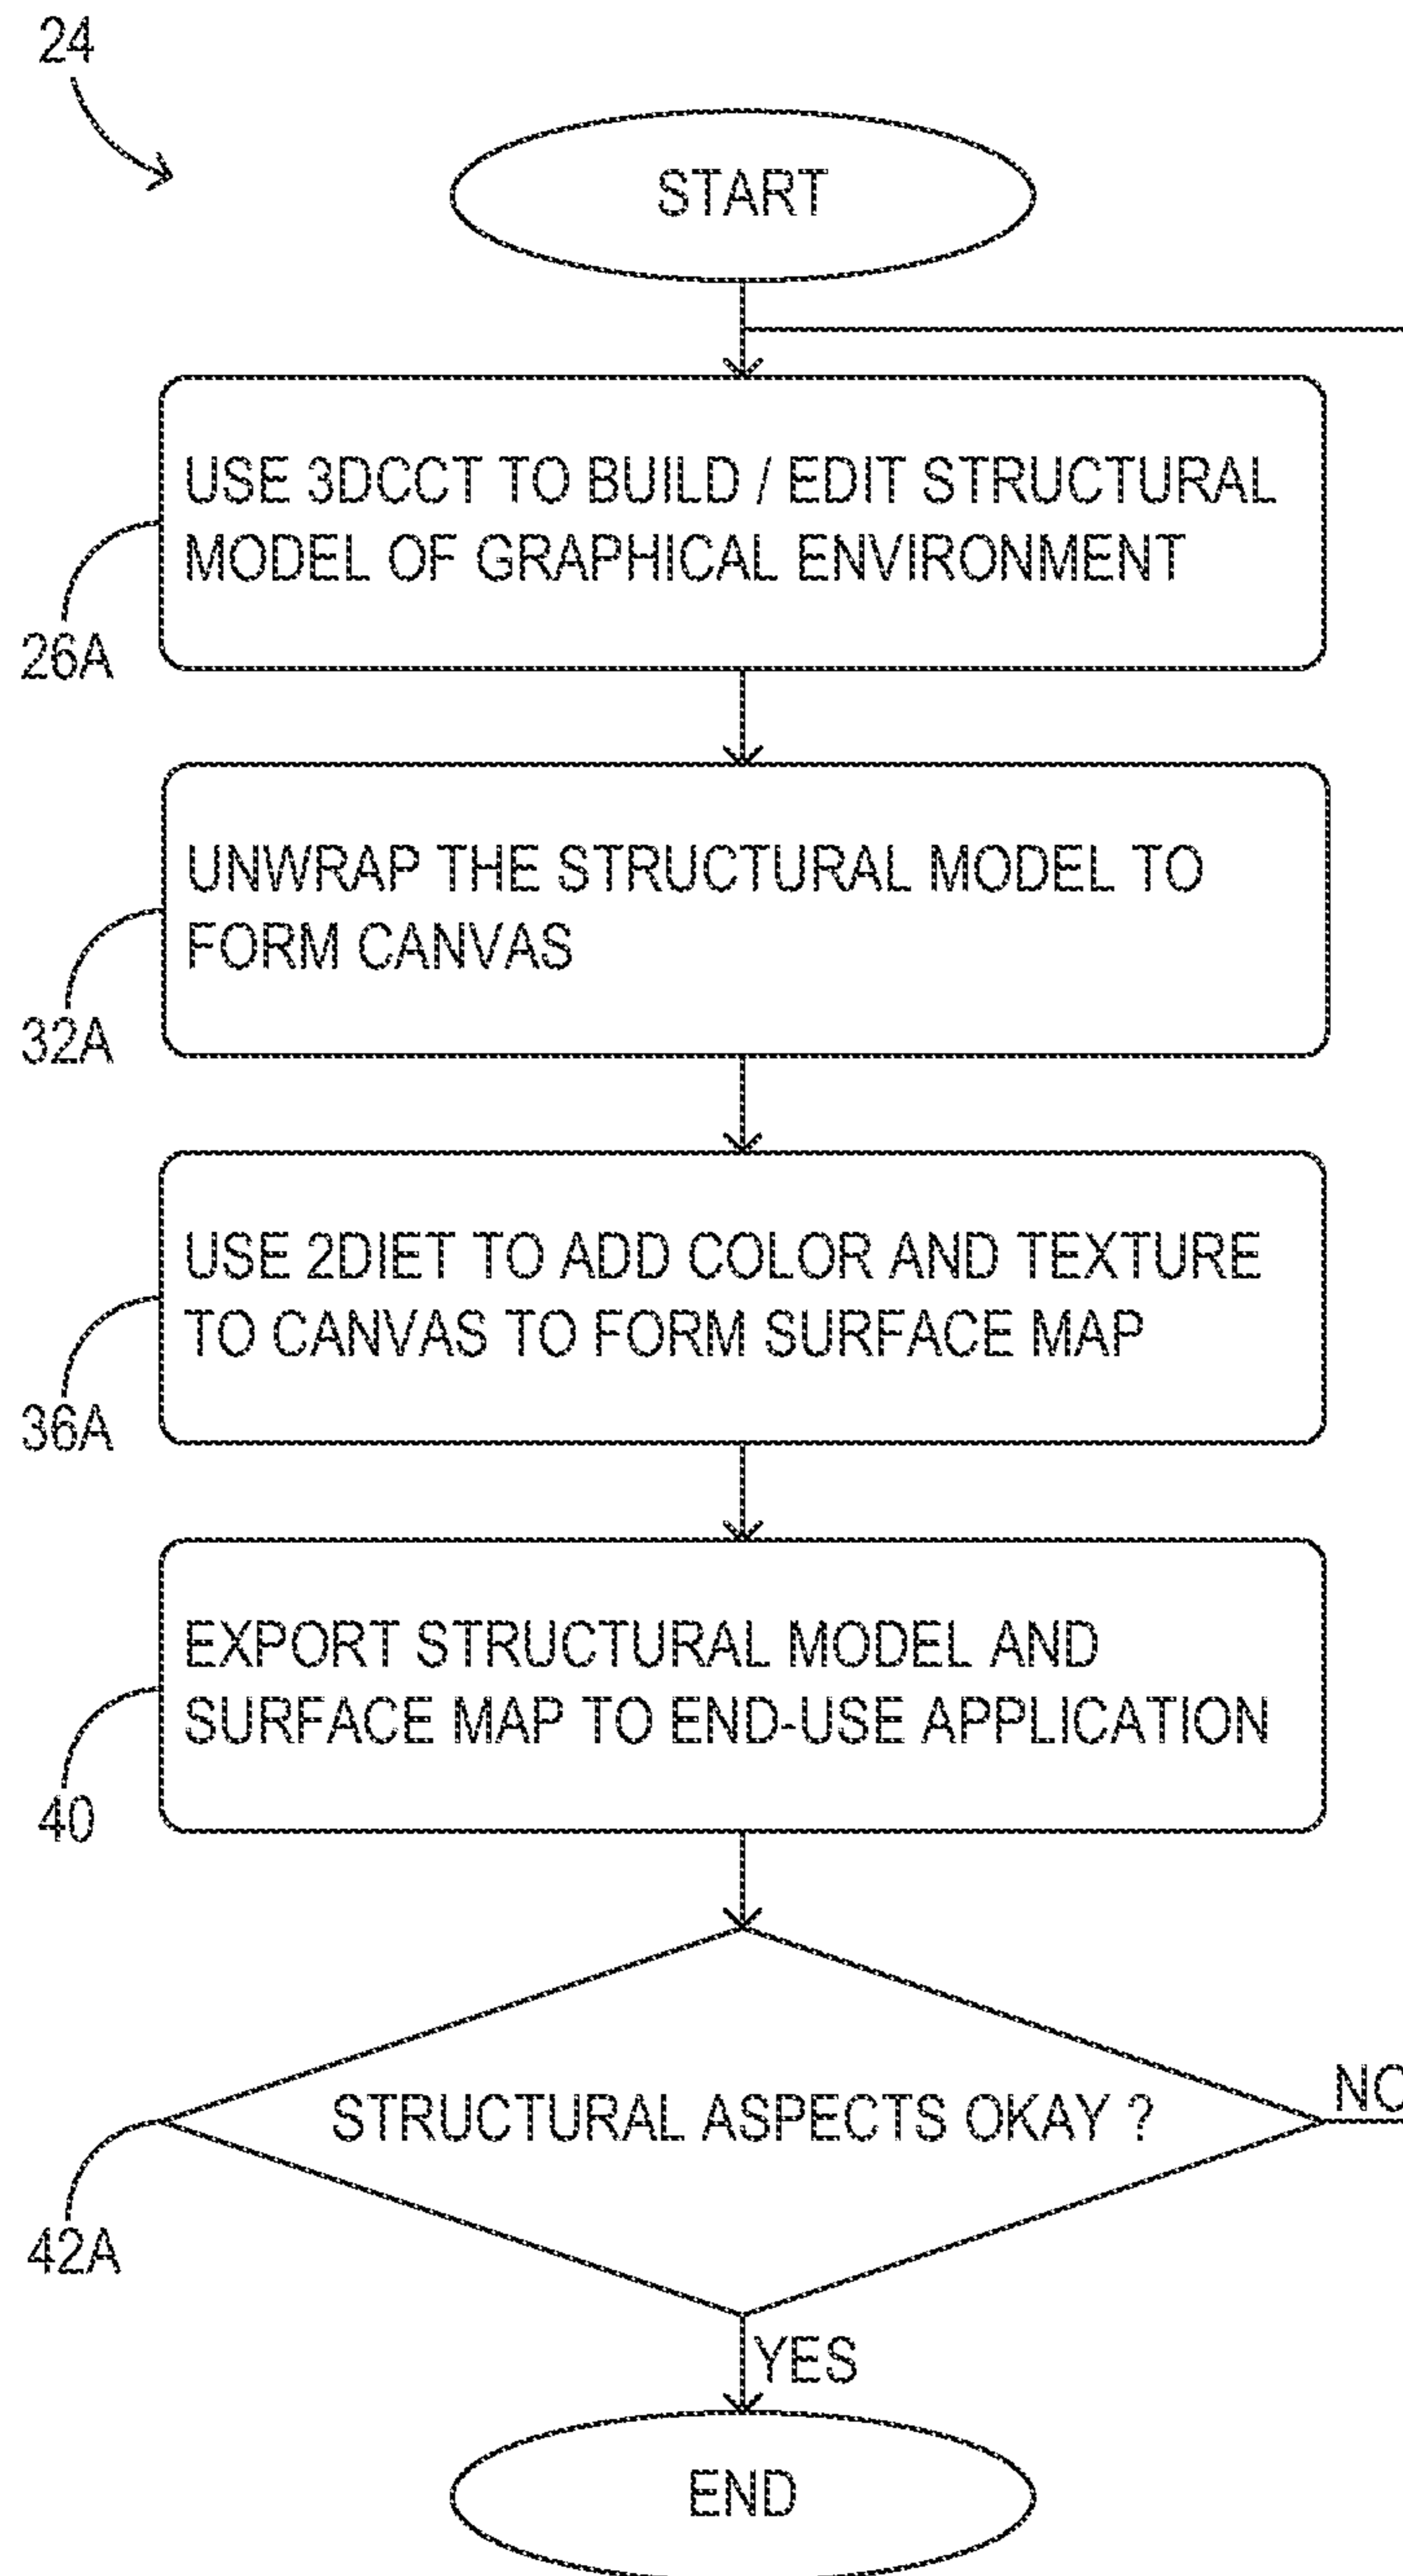 24
START
USE 3DCCT TO BUILD / EDIT STRUCTURAL
MODEL OF GRAPHICAL ENVIRONMENT
26A
UNWRAP THE STRUCTURAL MODEL TO
FORM CANVAS
32A
USE 2DIET TO ADD COLOR AND TEXTURE
TO CANVAS TO FORM SURFACE MAP
36A
EXPORT STRUCTURAL MODEL AND
SURFACE MAP TO END-USE APPLICATION
40
STRUCTURAL ASPECTS OKAY ?
NO
42A
YES
END